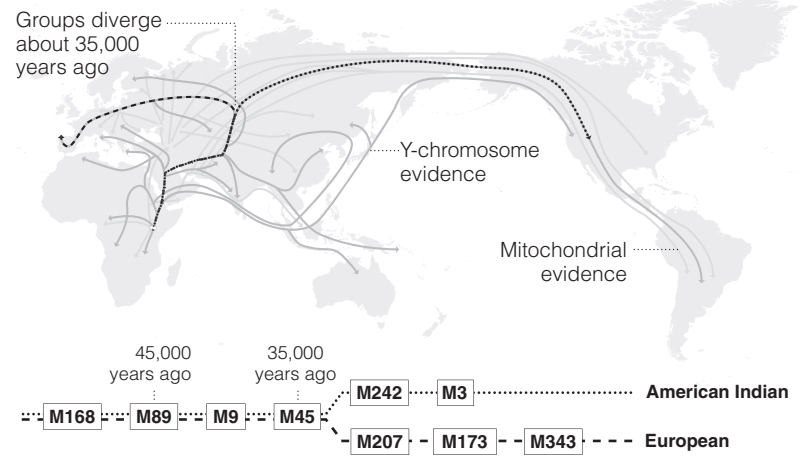 Groups diverge
about 35,000
years ago
Y-chromosome
evidence
Mitochondrial
evidence
45,000
years ago
35,000
years ago
M168
M89
M9
M45
M242
M3
American Indian
M207
M173
M343
European